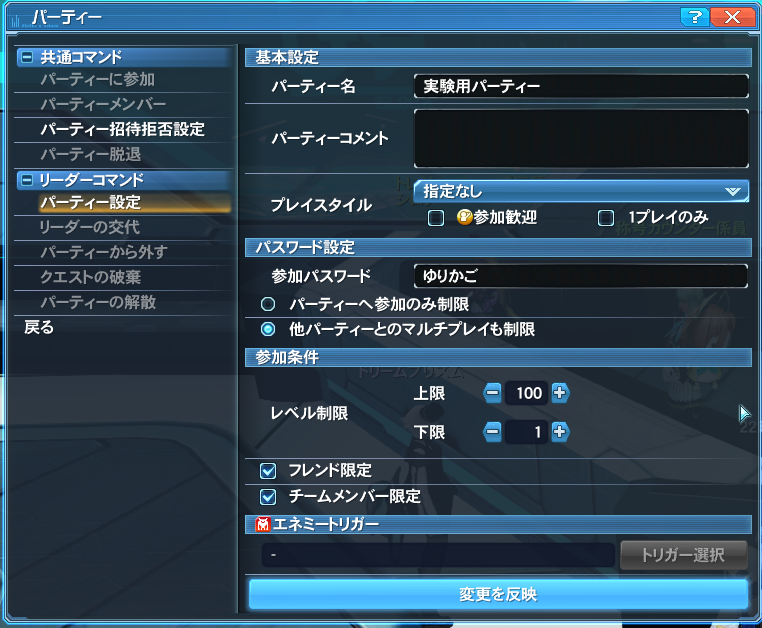 パーティー
?
共通コマンド
パーティーに参加
パーティーメンバー
パーティー招待拒否設定
パーティー脱退
リーダーコマンド
パーティー設定
リーダーの交代
パーティーから外す
クエストの破棄
パーティーの解散
戻る
基本設定
パーティー名 実験用パーティー
パーティーコメント
プレイスタイル 指定なし
参加歓迎 1プレイのみ
パスワード設定
参加パスワード ゆりかご
パーティーへ参加のみ制限
他パーティーとのマルチプレイも制限
参加条件
レベル制限
上限 100
下限 1
フレンド限定
チームメンバー限定
エネミートリガー
- トリガー選択
変更を反映